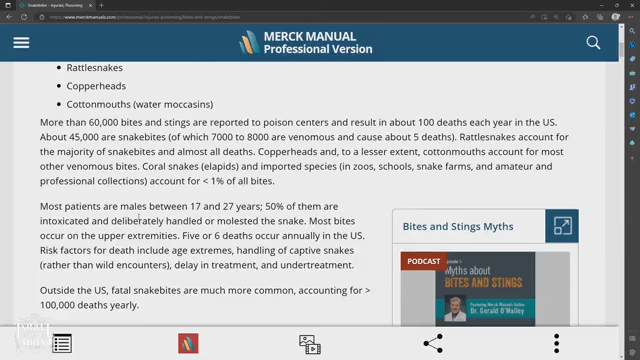 Snakebites - Injuries; Poisoning
https://www.merckmanuals.com/professional/injuries-poisoning/bites-and-stings/snakebites
MERCK MANUAL
Professional Version
Rattlesnakes
Copperheads
Cottonmouths (water moccasins)
More than 60,000 bites and stings are reported to poison centers and result in about 100 deaths each year in the US.
About 45,000 are snakebites (of which 7000 to 8000 are venomous and cause about 5 deaths). Rattlesnakes account for
the majority of snakebites and almost all deaths. Copperheads and, to a lesser extent, cottonmouths account for most
other venomous bites. Coral snakes (elapids) and imported species (in zoos, schools, snake farms, and amateur and
professional collections) account for < 1% of all bites.
Most patients are males between 17 and 27 years; 50% of them are
intoxicated and deliberately handled or molested the snake. Most bites
occur on the upper extremities. Five or 6 deaths occur annually in the US.
Risk factors for death include age extremes, handling of captive snakes
(rather than wild encounters), delay in treatment, and undertreatment.
Outside the US, fatal snakebites are much more common, accounting for >
100,000 deaths yearly.
Bites and Stings Myths
PODCAST
Myths about
BITES and STINGS
Dr. Gerald O'Malley